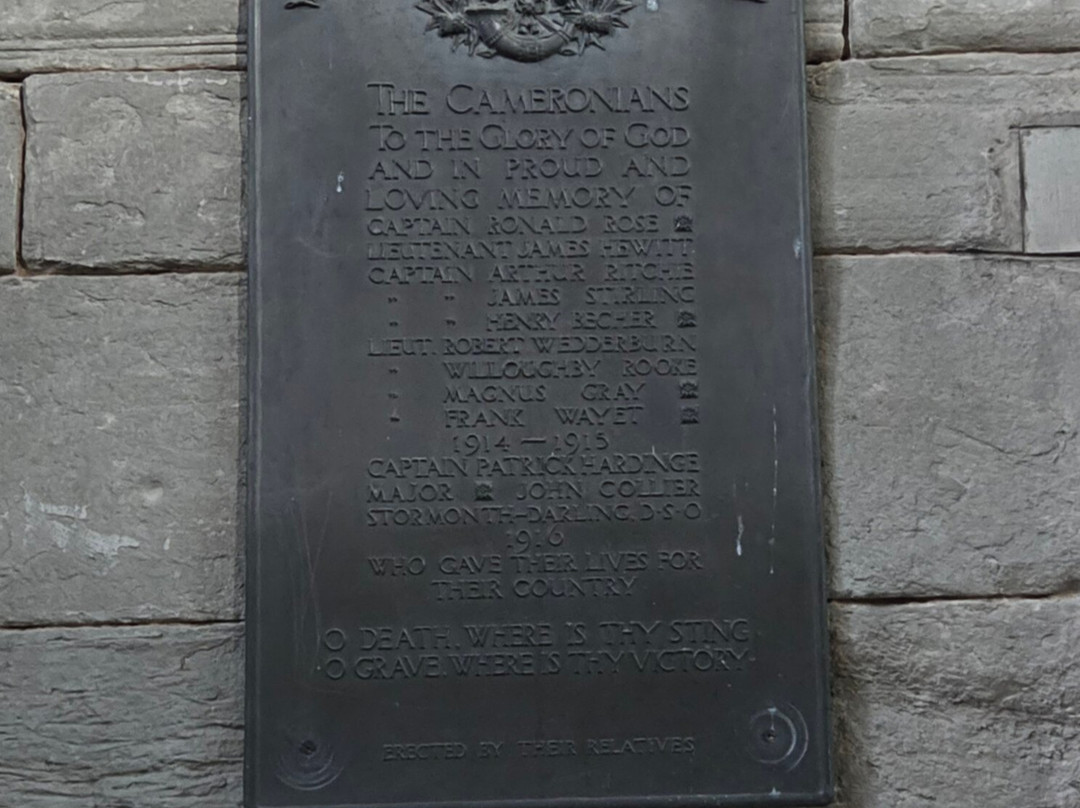 THE CAMERONIANS
TO THE GLORY OF GOD
AND IN PROUD AND
LOVING MEMORY OF
CAPTAIN RONALD ROSE
LIEUTENANT JAMES HEWITT
CAPTAIN ARTHUR RITCHIE
" " JAMES STIRLING
" " HENRY BECHER
LIEUT. ROBERT WEDDERBURN
" WILLOUGHBY ROOKE
" MAGNUS GRAY
" FRANK WAYET
1914 — 1915
CAPTAIN PATRICK HARDINGE
MAJOR JOHN COLLIER
STORMONTH-DARLING. D·S·O
1916
WHO GAVE THEIR LIVES FOR
THEIR COUNTRY
O DEATH, WHERE IS THY STING
O GRAVE, WHERE IS THY VICTORY
ERECTED BY THEIR RELATIVES